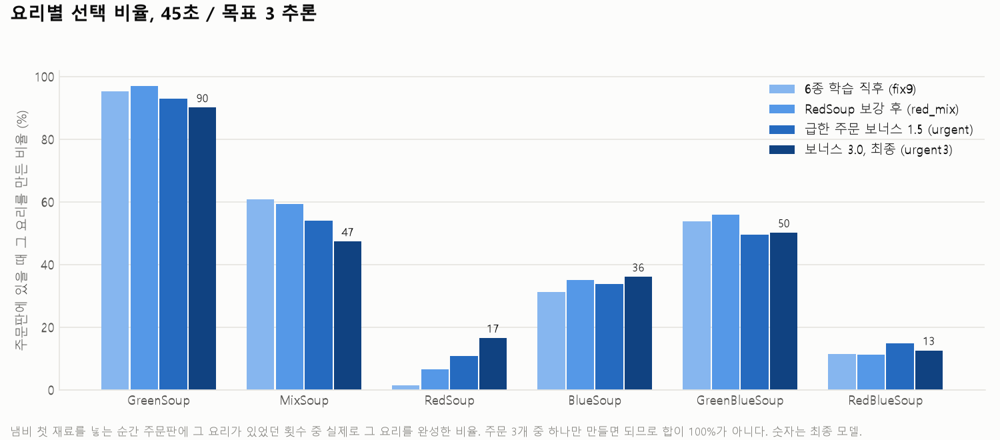 요리별 선택 비율, 45초 / 목표 3 추론
주문판에 있을 때 그 요리를 만든 비율 (%)
100
80
60
40
20
0
6종 학습 직후 (fix9)
RedSoup 보강 후 (red_mix)
급한 주문 보너스 1.5 (urgent)
보너스 3.0, 최종 (urgent3)
90
47
17
36
50
13
GreenSoup
MixSoup
RedSoup
BlueSoup
GreenBlueSoup
RedBlueSoup
냄비 첫 재료를 넣는 순간 주문판에 그 요리가 있었던 횟수 중 실제로 그 요리를 완성한 비율. 주문 3개 중 하나만 만들면 되므로 합이 100%가 아니다. 숫자는 최종 모델.